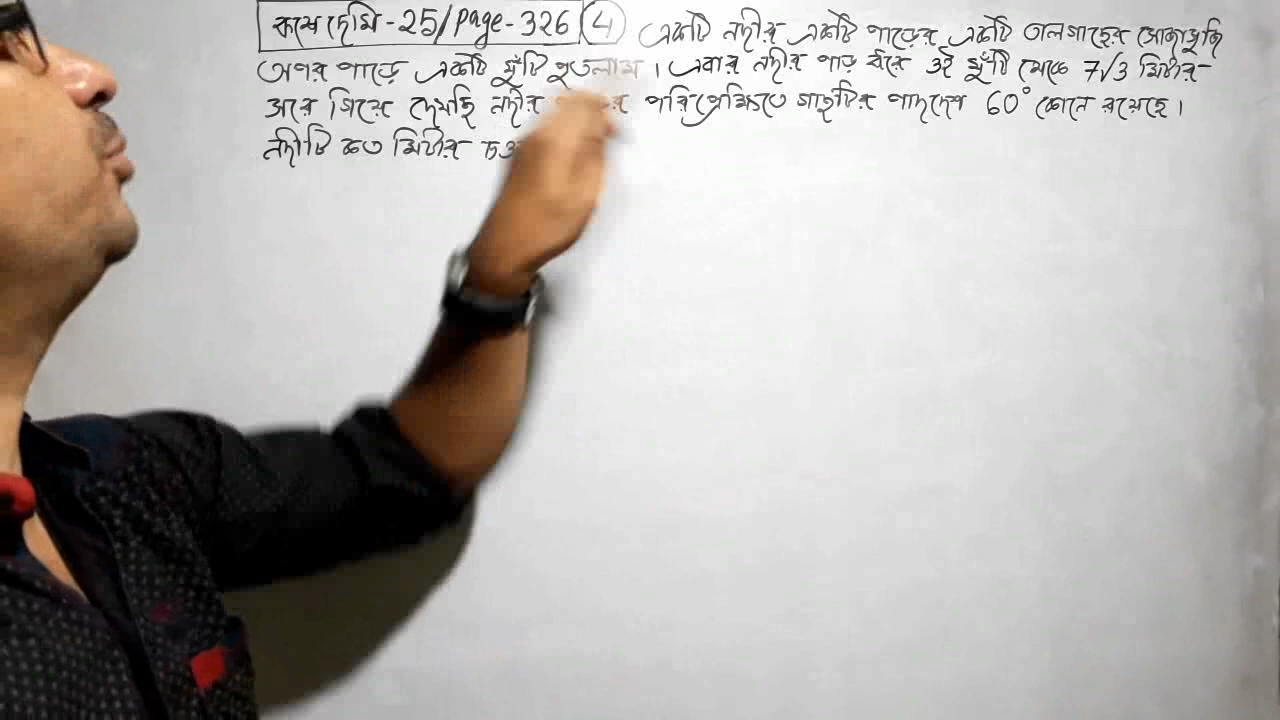 কষে দেখি -25/page-326 4 একটি নদীর একটি পাড়ের একটি তালগাছের সোজাসুজি
অপর পাড়ে একটি খুঁটি পুতলাম । এবার নদীর পাড় ধরে ওই খুঁটি থেকে 7√3 মিটার
সরে গিয়ে দেখছি নদীর পরিপ্রেক্ষিতে গাছটির পাদদেশ 60° কোনে রয়েছে ।
নদীটি কত মিটার